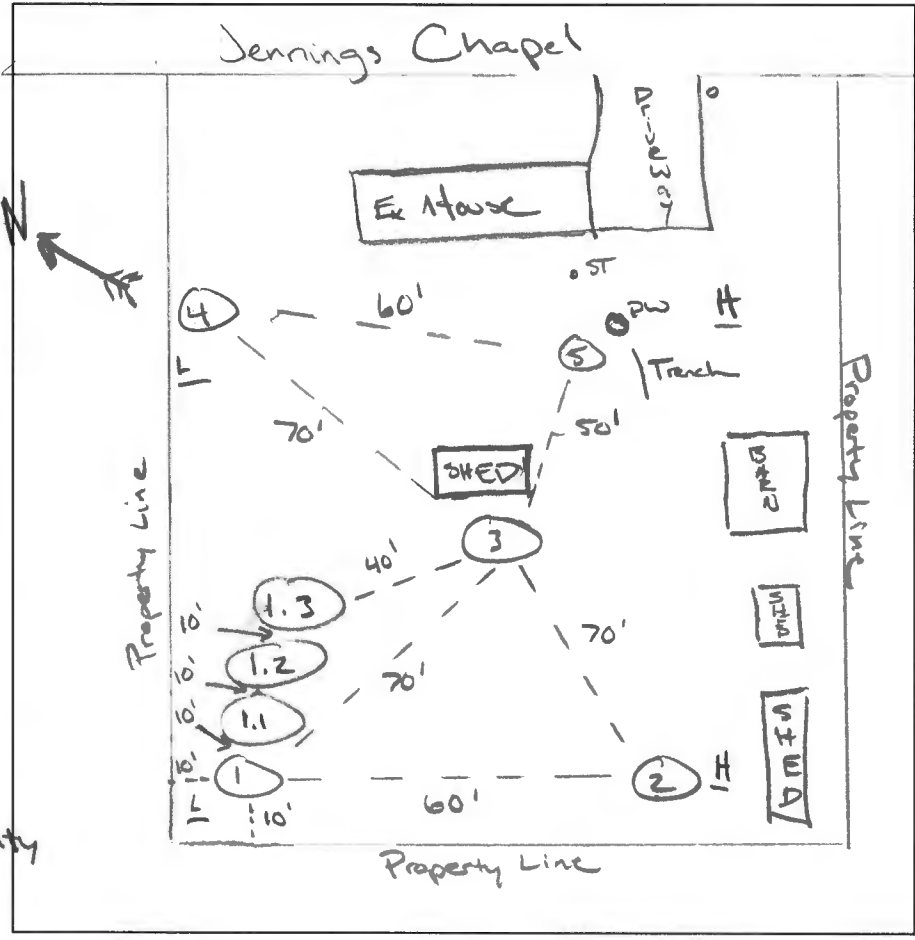 Jennings Chapel
Driveway
N
Ex House
ST
4
60'
PW
H
5
L
Trench
70'
50'
Property Line
SHED
BARN
Property Line
3
40'
1.3
SHED
10'
1.2
70'
70'
10'
1.1
10'
SHED
10'
1
2
H
L
10'
60'
ty
Property Line